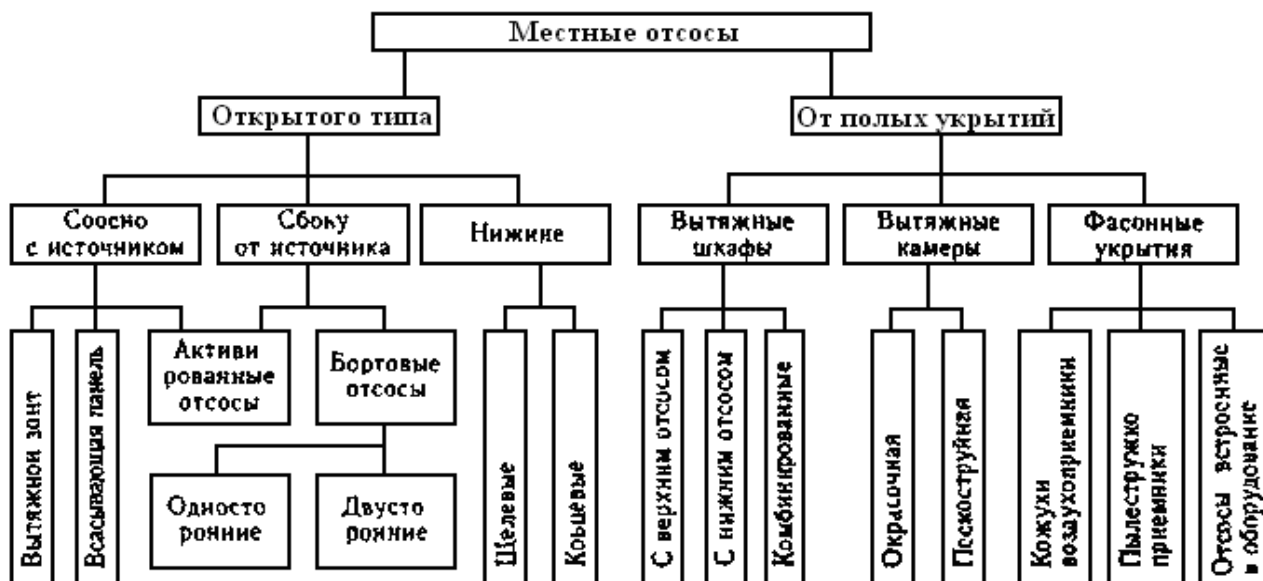 Местные отсосы
Открытого типа
От полых укрытий
Соосно
с источником
Сбоку
от источника
Нижние
Вытяжные
шкафы
Вытяжные
камеры
Фасонные
укрытия
Вытяжной зонт
Всасывающая панель
Активи
рованные
отсосы
Бортовые
отсосы
Односто
ронние
Двусто
ронние
Щелевые
Коьцевые
С верхним отсосом
С нижним отсосом
Комбинированные
Окрасочная
Пескоструйная
Кожухи
воздухоприемники
Пылестружко
приемники
Отсосы встроенные
в оборудование